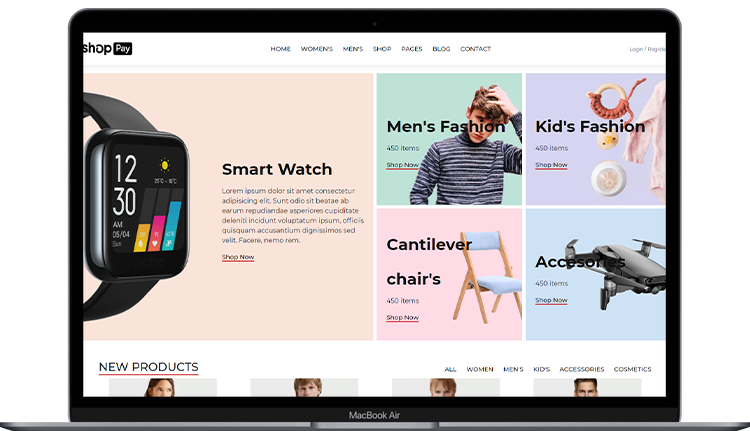 shop Pay
HOME WOMEN'S MEN'S SHOP PAGES BLOG CONTACT
Login / Registe
12
30
AM
05/04
Sun
25°C ~ 16°C
Smart Watch
Lorem ipsum dolor sit amet consectetur
adipisicing elit. Sunt odio sit beatae ab
earum repudiandae asperiores cupiditate
deleniti incidunt voluptatum ipsum, officiis
quisquam accusantium dignissimos sed
velit. Facere, nemo rem.
Shop Now
Men's Fashion
450 items
Shop Now
Kid's Fashion
450 items
Shop Now
Cantilever
chair's
450 items
Shop Now
Accesories
450 items
Shop Now
NEW PRODUCTS
ALL WOMEN MEN'S KID'S ACCESSORIES COSMETICS
MacBook Air